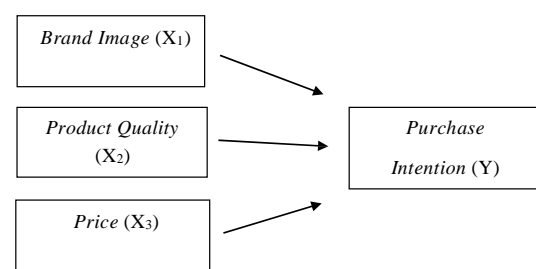 Brand Image (X₁)
Product Quality
(X₂)
Purchase
Intention (Y)
Price (X₃)